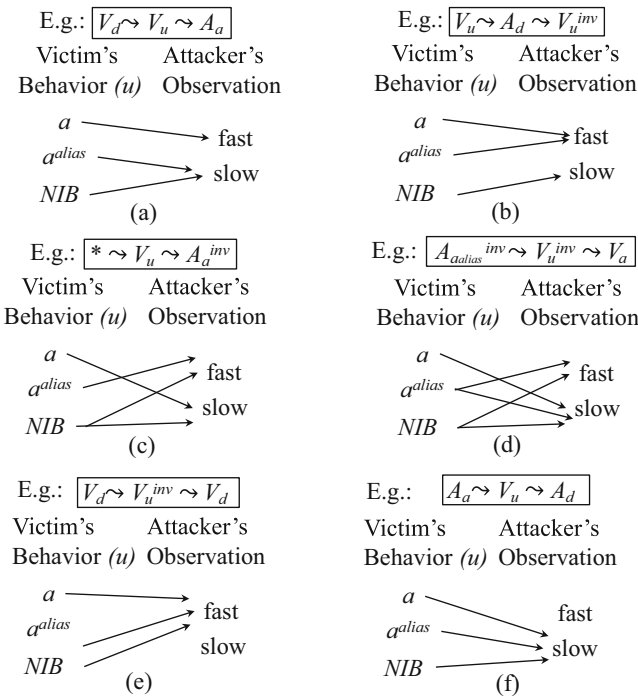 E.g.: V_d ⤳ V_u ⤳ A_a
Victim's Attacker's
Behavior (u) Observation
a
fast
a^alias
slow
NIB
(a)
E.g.: V_u ⤳ A_d ⤳ V_u^inv
Victim's Attacker's
Behavior (u) Observation
a
fast
a^alias
slow
NIB
(b)
E.g.: * ⤳ V_u ⤳ A_a^inv
Victim's Attacker's
Behavior (u) Observation
a
fast
a^alias
slow
NIB
(c)
E.g.: A_a^alias^inv ⤳ V_u^inv ⤳ V_a
Victim's Attacker's
Behavior (u) Observation
a
fast
a^alias
slow
NIB
(d)
E.g.: V_d ⤳ V_u^inv ⤳ V_d
Victim's Attacker's
Behavior (u) Observation
a
fast
a^alias
slow
NIB
(e)
E.g.: A_a ⤳ V_u ⤳ A_d
Victim's Attacker's
Behavior (u) Observation
a
fast
a^alias
slow
NIB
(f)